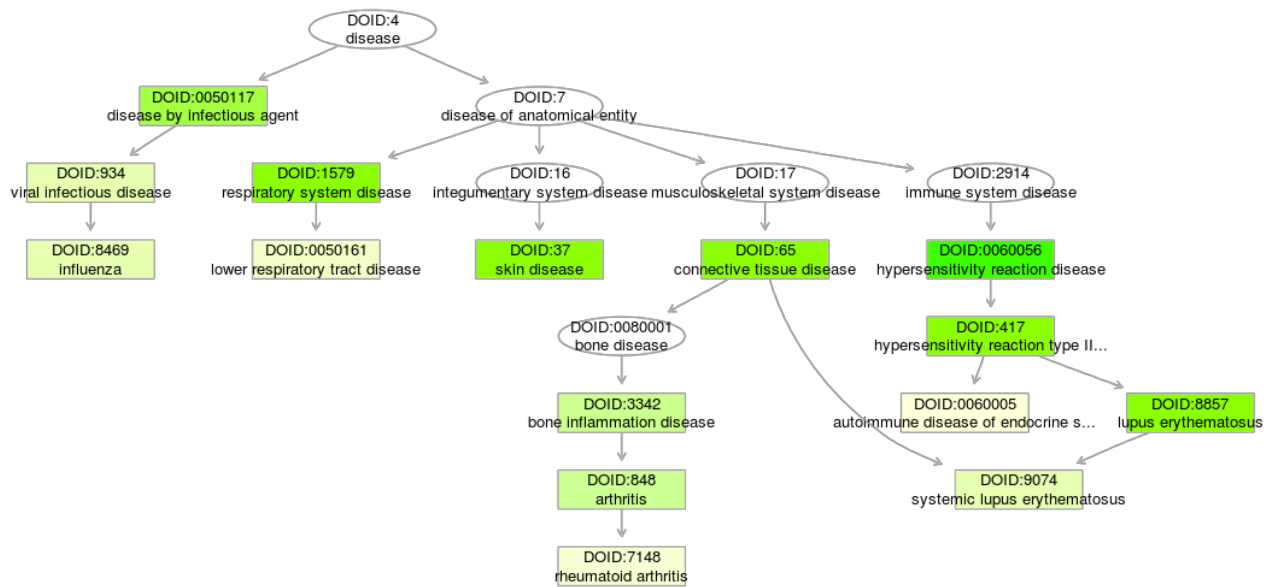 DOID:4
disease
DOID:0050117
disease by infectious agent
DOID:7
disease of anatomical entity
DOID:934
viral infectious disease
DOID:1579
respiratory system disease
DOID:16
integumentary system disease
DOID:17
musculoskeletal system disease
DOID:2914
immune system disease
DOID:8469
influenza
DOID:0050161
lower respiratory tract disease
DOID:37
skin disease
DOID:65
connective tissue disease
DOID:0060056
hypersensitivity reaction disease
DOID:0080001
bone disease
DOID:417
hypersensitivity reaction type II...
DOID:3342
bone inflammation disease
DOID:0060005
autoimmune disease of endocrine s...
DOID:8857
lupus erythematosus
DOID:848
arthritis
DOID:9074
systemic lupus erythematosus
DOID:7148
rheumatoid arthritis